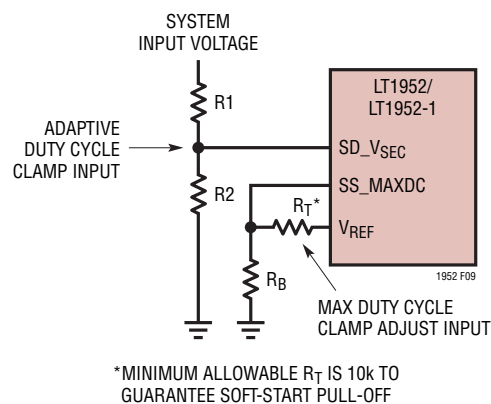 SYSTEM
INPUT VOLTAGE
R1
ADAPTIVE
DUTY CYCLE
CLAMP INPUT
R2
LT1952/
LT1952-1
SD_VSEC
SS_MAXDC
RT*
VREF
RB
1952 F09
MAX DUTY CYCLE
CLAMP ADJUST INPUT
*MINIMUM ALLOWABLE RT IS 10k TO
GUARANTEE SOFT-START PULL-OFF